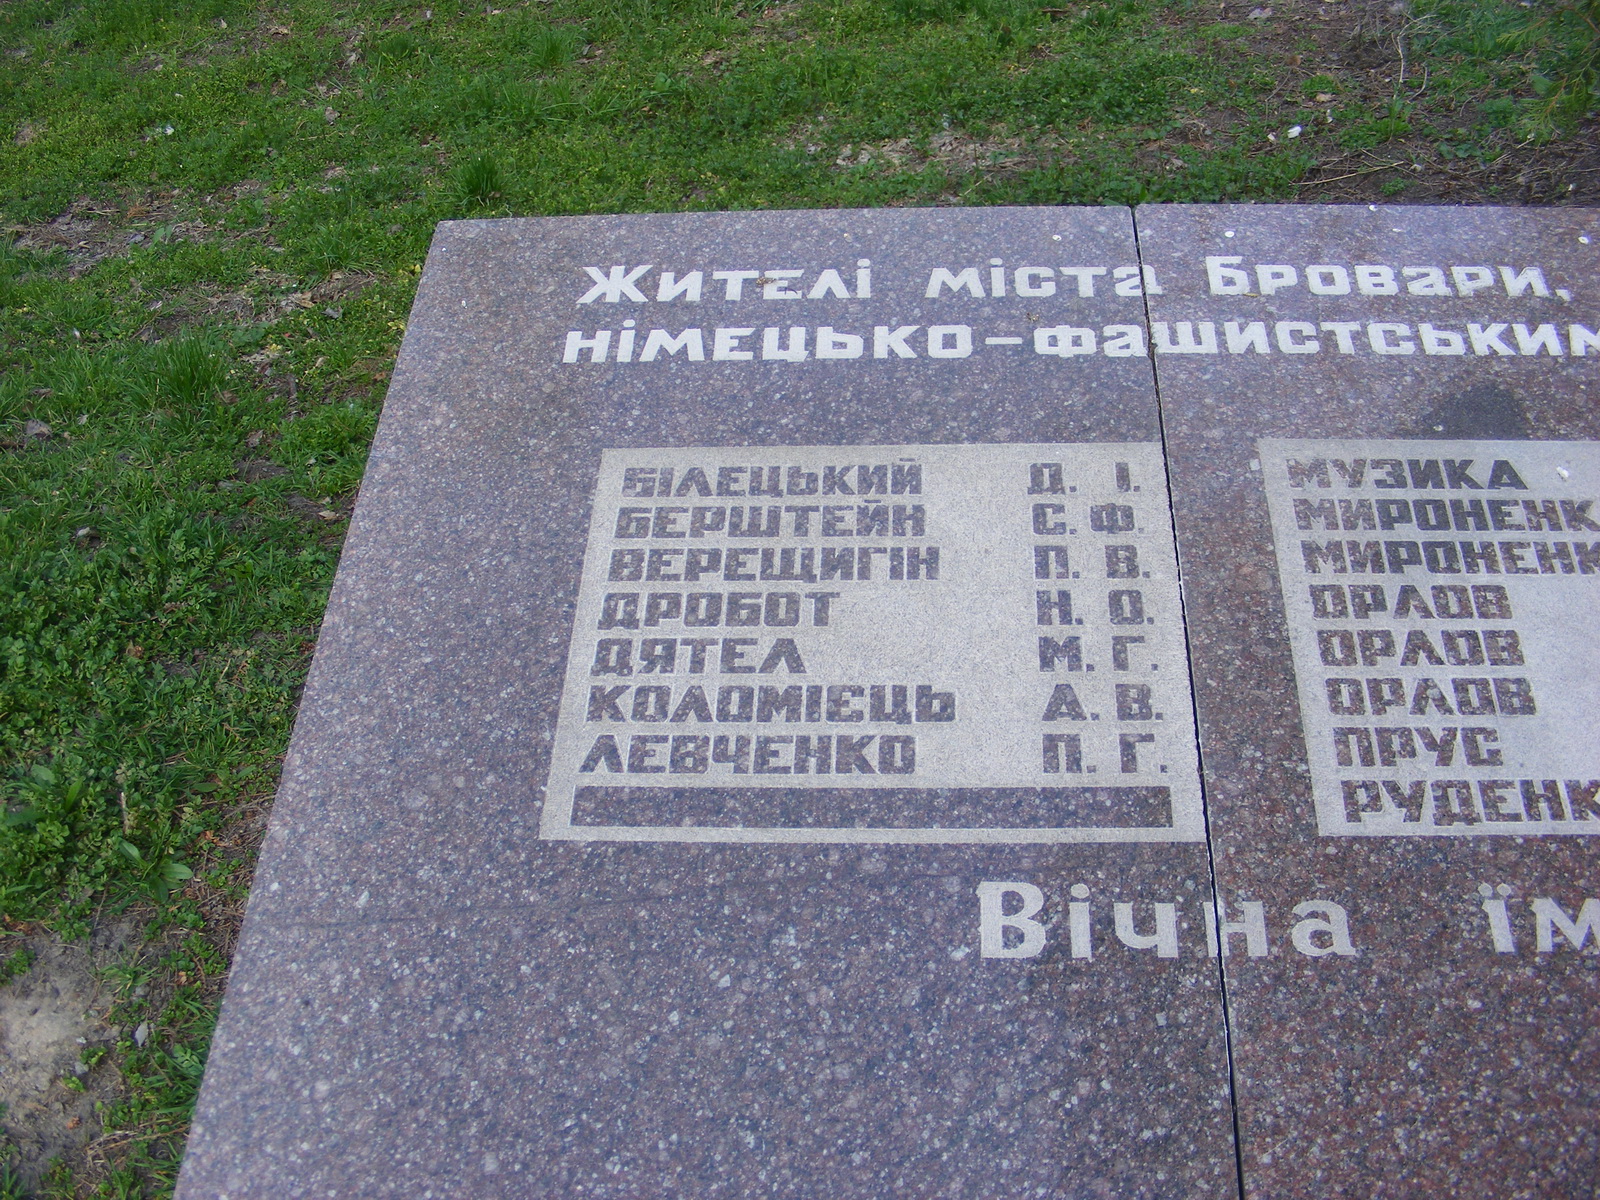 Жителі міста Бровари,
німецько-фашистським
БІЛЕЦЬКИЙ Д. І.
БЕРШТЕЙН С. Ф.
ВЕРЕЩИГІН П. В.
ДРОБОТ Н. О.
ДЯТЕЛ М. Г.
КОЛОМІЄЦЬ А. В.
ЛЕВЧЕНКО П. Г.
МУЗИКА
МИРОНЕНК
МИРОНЕНК
ОРЛОВ
ОРЛОВ
ОРЛОВ
ПРУС
РУДЕНК
Вічна їм